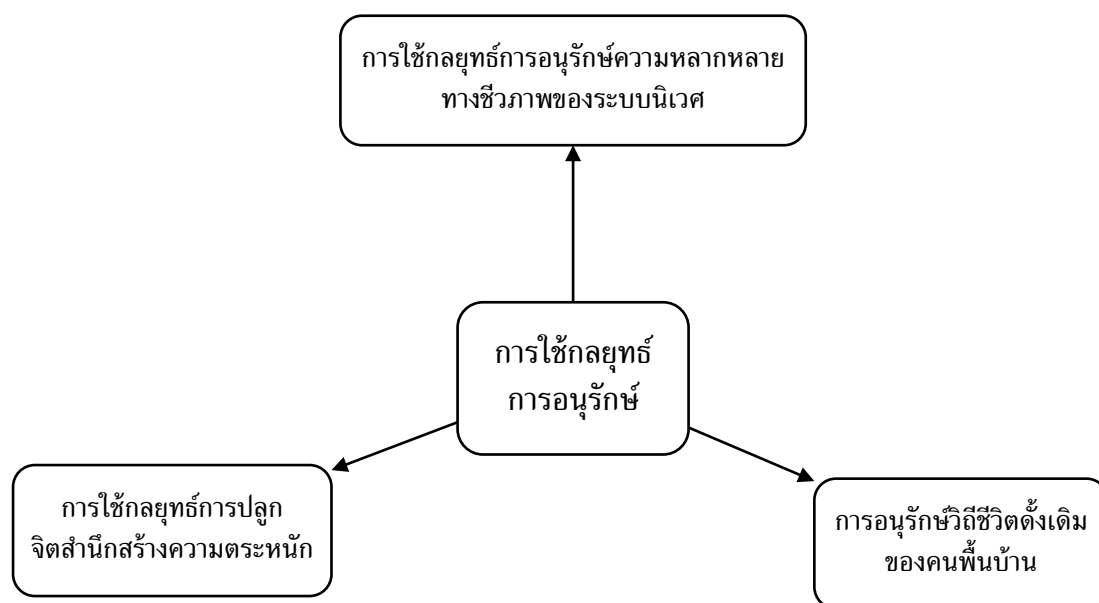 การใช้กลยุทธ์การอนุรักษ์ความหลากหลาย
ทางชีวภาพของระบบนิเวศ
การใช้กลยุทธ์
การอนุรักษ์
การใช้กลยุทธ์การปลูก
จิตสำนึกสร้างความตระหนัก
การอนุรักษ์วิถีชีวิตดั้งเดิม
ของคนพื้นบ้าน